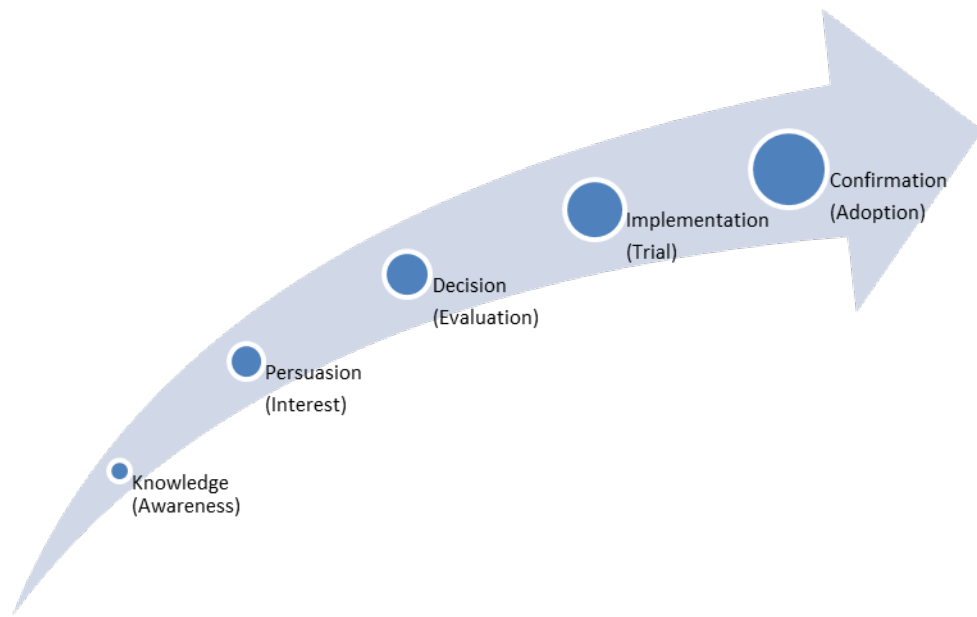 Knowledge
(Awareness)
Persuasion
(Interest)
Decision
(Evaluation)
Implementation
(Trial)
Confirmation
(Adoption)